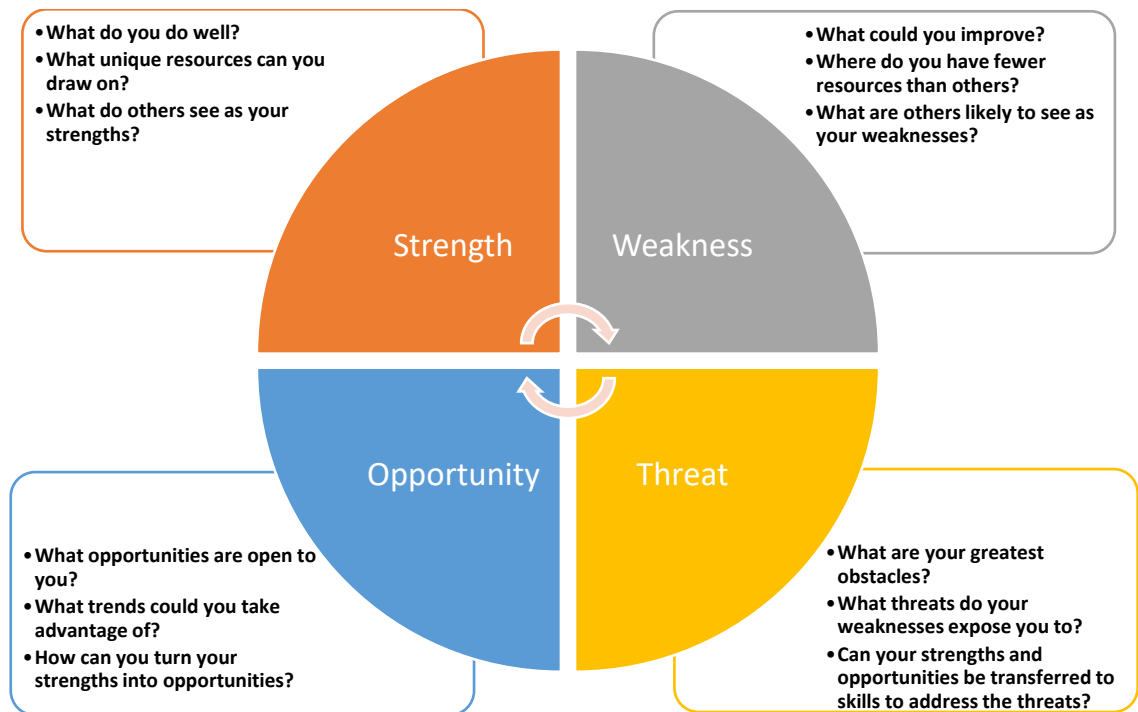 •What do you do well?
•What unique resources can you
draw on?
•What do others see as your
strengths?
•What could you improve?
•Where do you have fewer
resources than others?
•What are others likely to see as
your weaknesses?
Strength
Weakness
Opportunity
Threat
•What opportunities are open to
you?
•What trends could you take
advantage of?
•How can you turn your
strengths into opportunities?
•What are your greatest
obstacles?
•What threats do your
weaknesses expose you to?
•Can your strengths and
opportunities be transferred to
skills to address the threats?